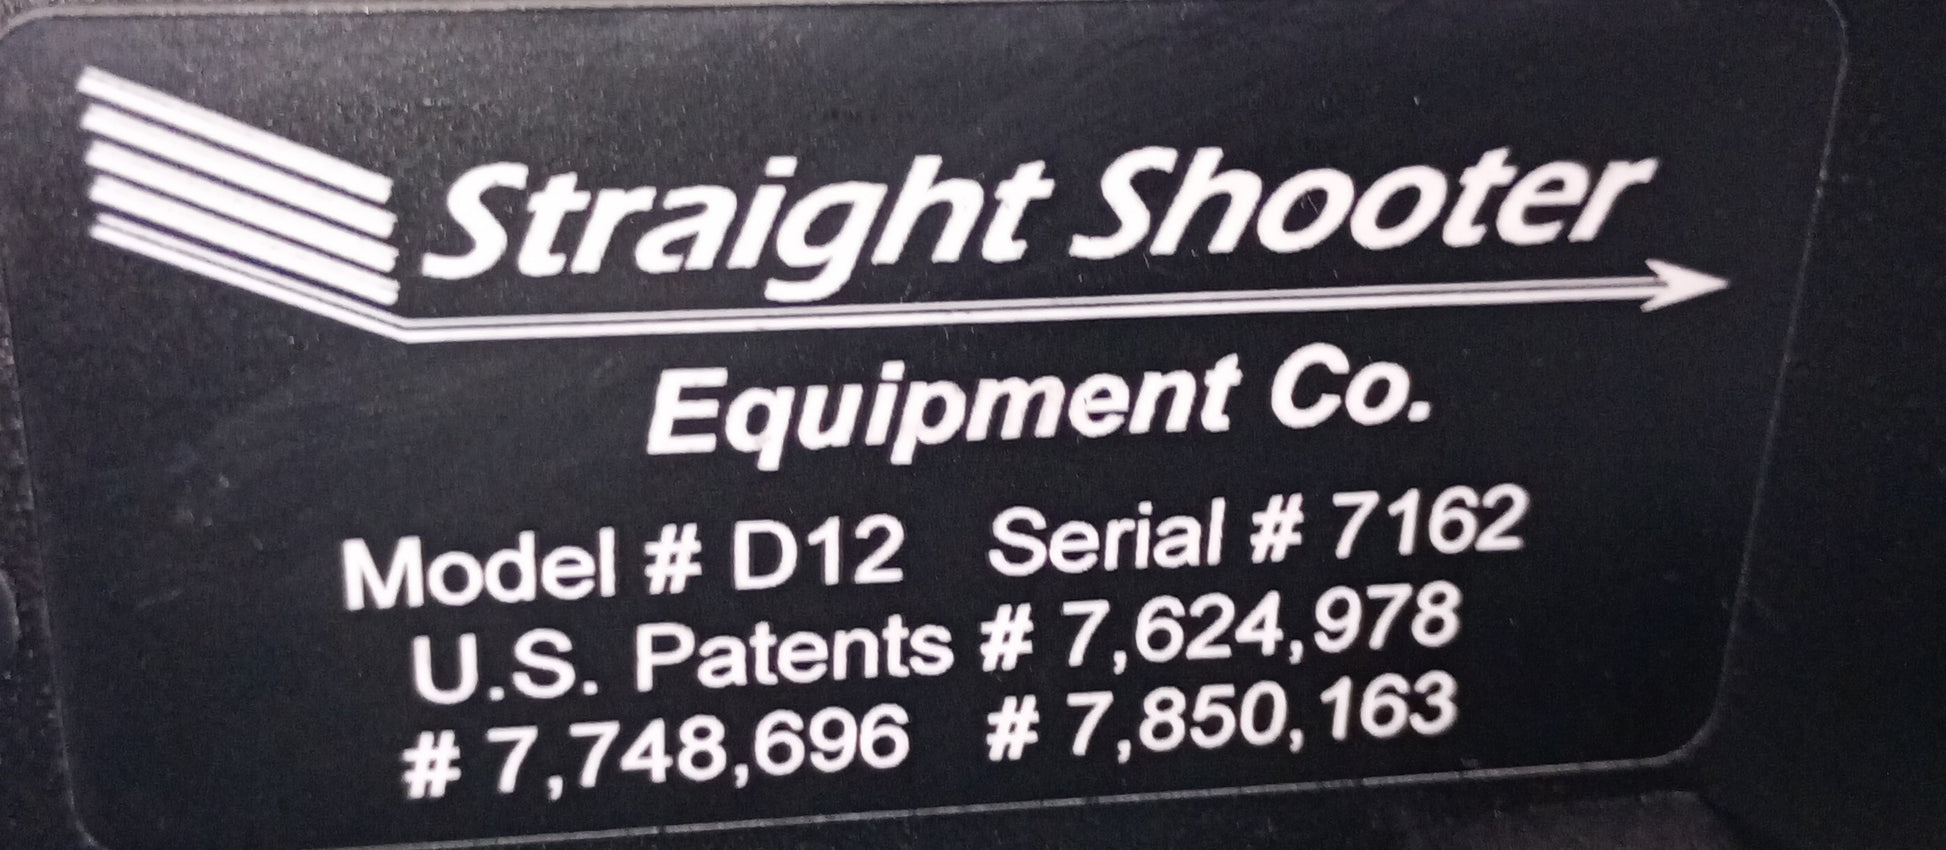 Straight Shooter
Equipment Co.
Model # D12 Serial # 7162
U.S. Patents # 7,624,978
# 7,748,696 # 7,850,163